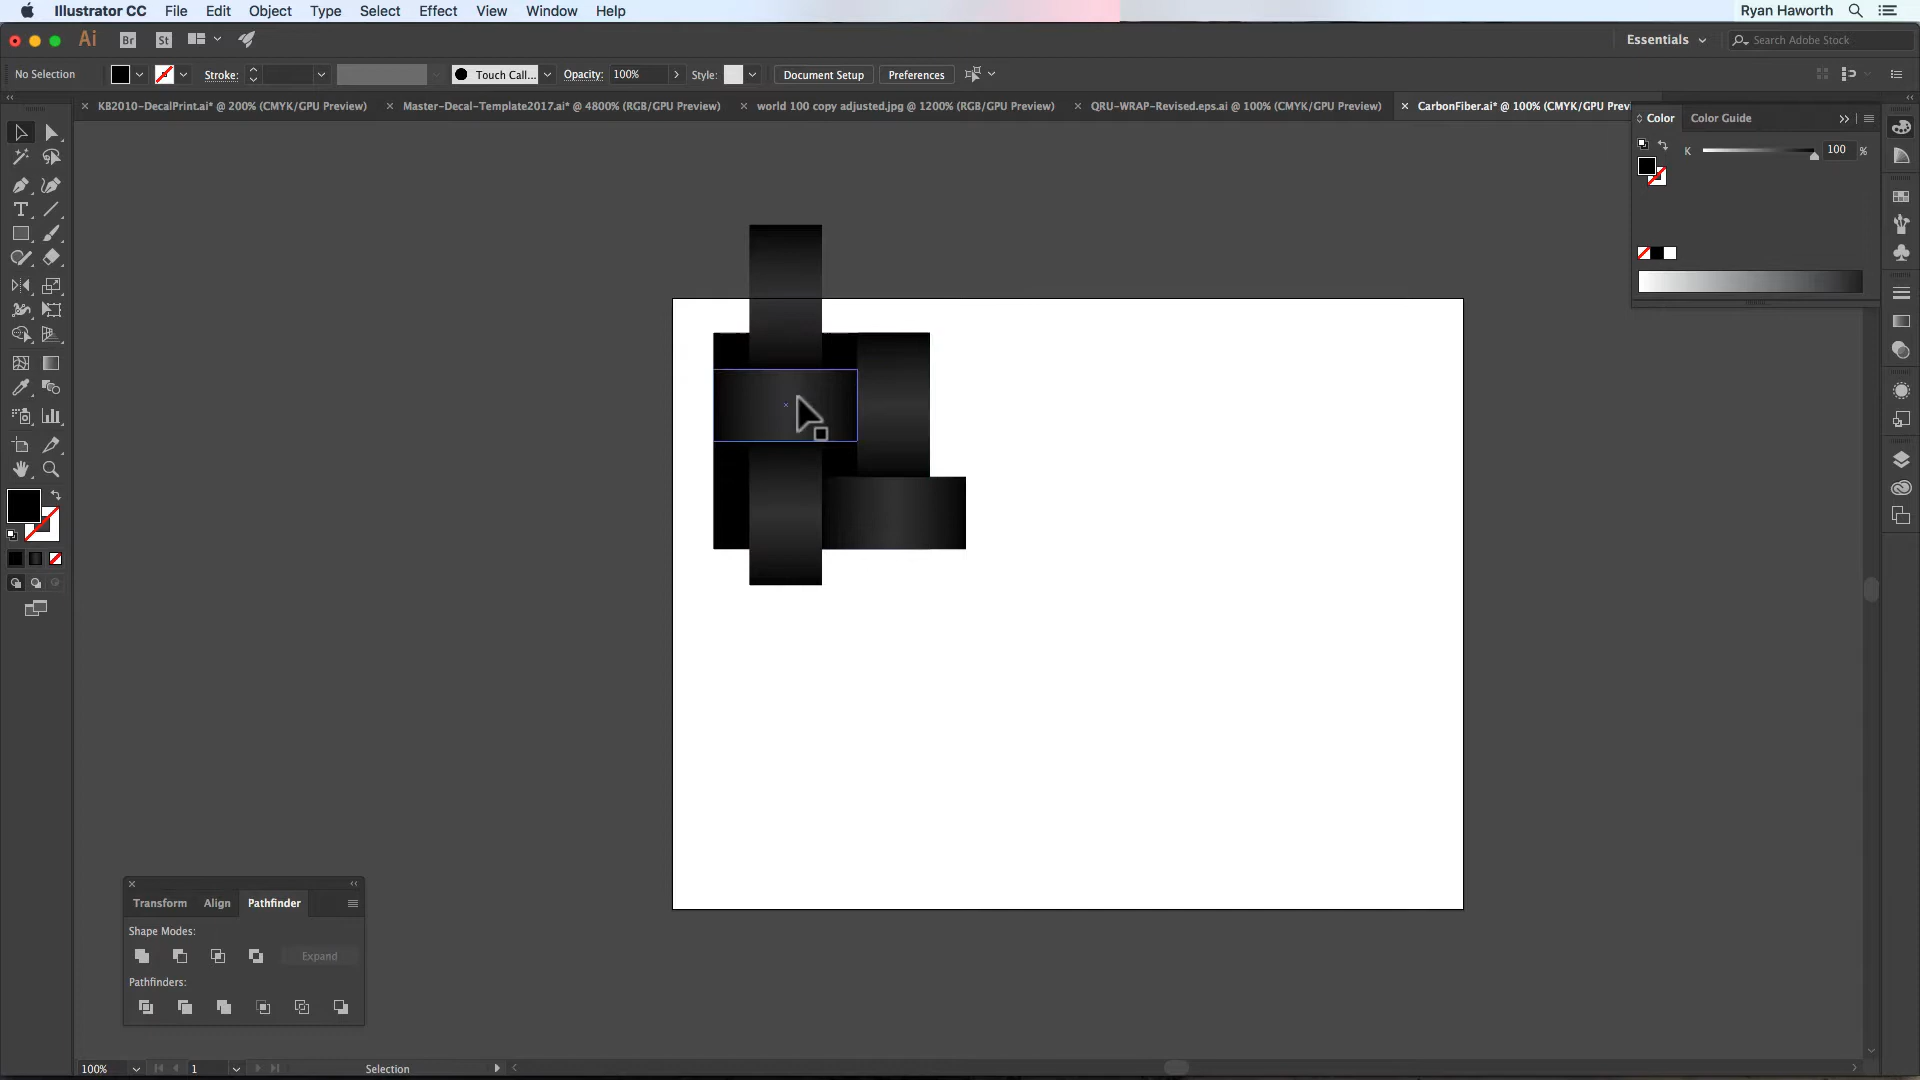 Illustrator CC File Edit Object Type Select Effect View Window Help Ryan Haworth
Ai Br St Essentials Search Adobe Stock
No Selection Stroke: Touch Call... Opacity: 100% Style: Document Setup Preferences
KB2010-DecalPrint.ai* @ 200% (CMYK/GPU Preview) Master-Decal-Template2017.ai* @ 4800% (RGB/GPU Preview) world 100 copy adjusted.jpg @ 1200% (RGB/GPU Preview) QRU-WRAP-Revised.eps.ai @ 100% (CMYK/GPU Preview) CarbonFiber.ai* @ 100% (CMYK/GPU Prev
Color Color Guide
K 100 %
Transform Align Pathfinder
Shape Modes:
Expand
Pathfinders:
100% 1 Selection